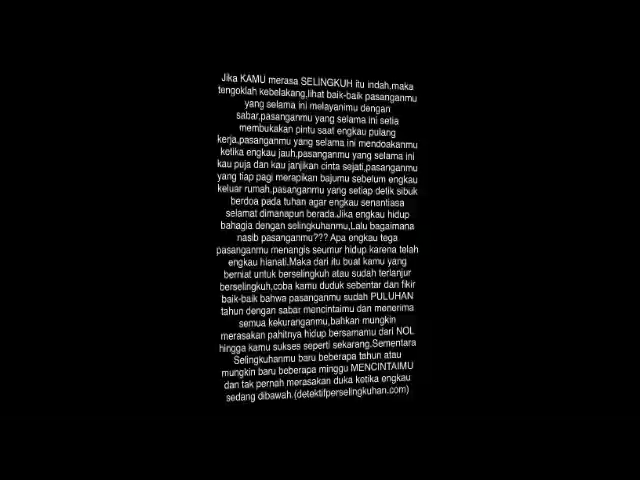 Jika KAMU merasa SELINGKUH itu indah,maka
tengoklah kebelakang,lihat baik-baik pasanganmu
yang selama ini melayanimu dengan
sabar,pasanganmu yang selama ini setia
membukakan pintu saat engkau pulang
kerja,pasanganmu yang selama ini mendoakanmu
ketika engkau jauh,pasanganmu yang selama ini
kau puja dan kau janjikan cinta sejati,pasanganmu
yang tiap pagi merapikan bajumu sebelum engkau
keluar rumah,pasanganmu yang setiap detik sibuk
berdoa pada tuhan agar engkau senantiasa
selamat dimanapun berada.Jika engkau hidup
bahagia dengan selingkuhanmu,Lalu bagaimana
nasib pasanganmu??? Apa engkau tega
pasanganmu menangis seumur hidup karena telah
engkau hianati.Maka dari itu buat kamu yang
berniat untuk berselingkuh atau sudah terlanjur
berselingkuh,coba kamu duduk sebentar dan fikir
baik-baik bahwa pasanganmu sudah PULUHAN
tahun dengan sabar mencintaimu dan menerima
semua kekuranganmu,bahkan mungkin
merasakan pahitnya hidup bersamamu dari NOL
hingga kamu sukses seperti sekarang.Sementara
Selingkuhanmu baru beberapa tahun atau
mungkin baru beberapa minggu MENCINTAIMU
dan tak pernah merasakan duka ketika engkau
sedang dibawah.(detektifperselingkuhan.com)